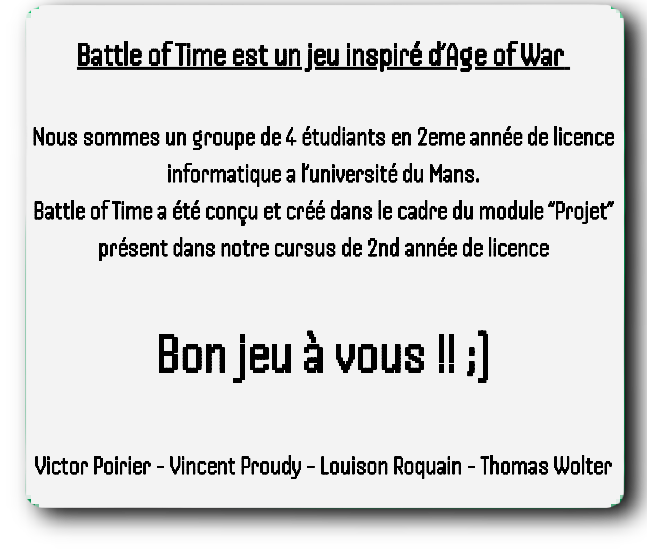 Battle of Time est un jeu inspiré d'Age of War
Nous sommes un groupe de 4 étudiants en 2eme année de licence
informatique a l'université du Mans.
Battle of Time a été conçu et créé dans le cadre du module "Projet"
présent dans notre cursus de 2nd année de licence
Bon jeu à vous !! ;)
Victor Poirier - Vincent Proudy - Louison Roquain - Thomas Wolter